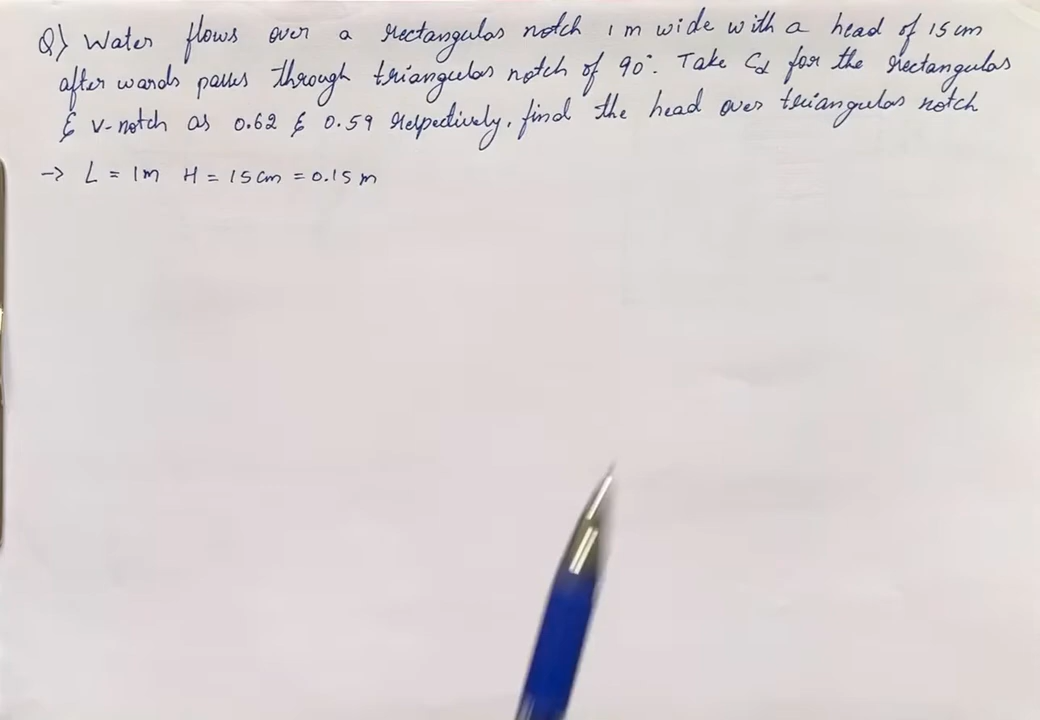 Q) Water flows over a rectangular notch 1 m wide with a head of 15 cm
after wards passes through triangular notch of 90°. Take Cd for the rectangular
& V-notch as 0.62 & 0.59 respectively, find the head over triangular notch
-> L = 1m H = 15 cm = 0.15 m